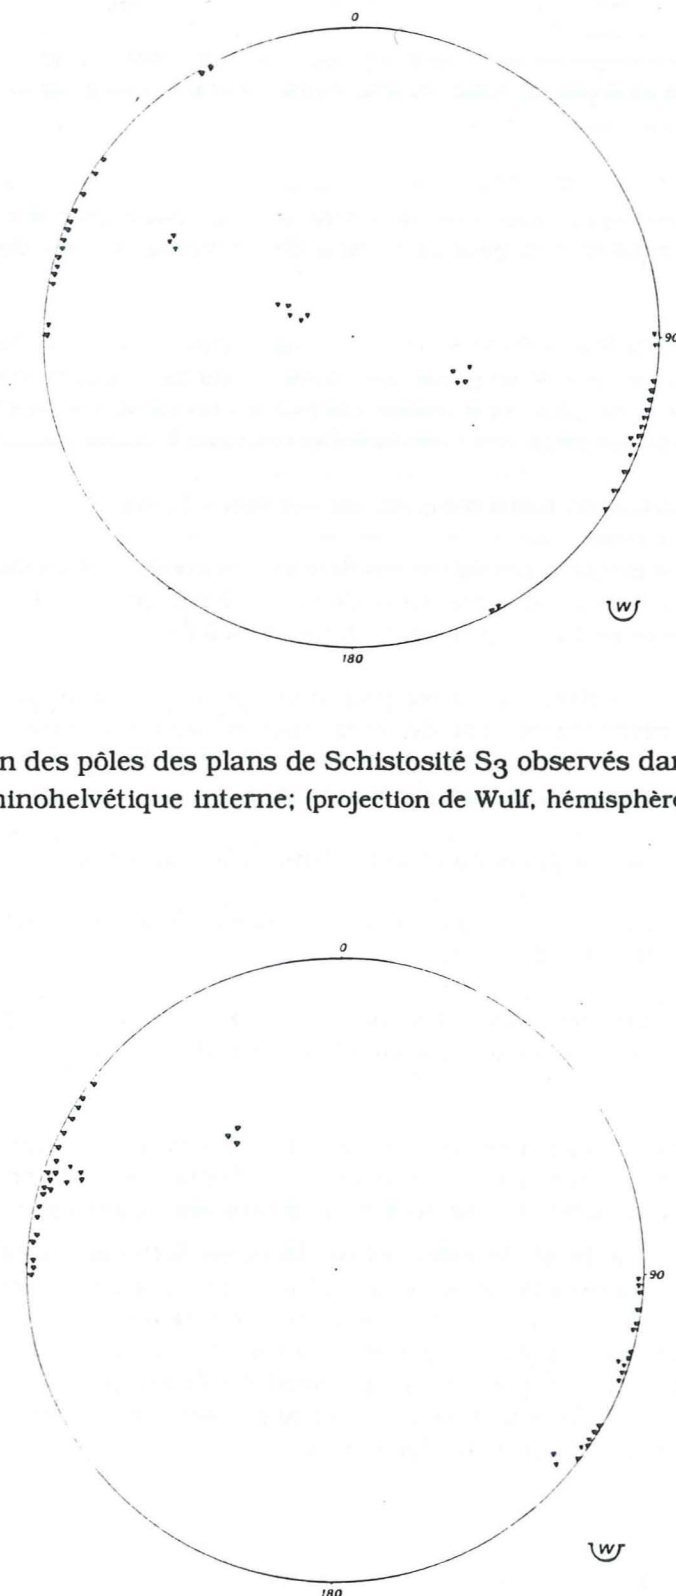 0
90
W
180
n des pôles des plans de Schistosité S3 observés dar
ninohelvétique interne; (projection de Wulf, hémisphère
0
90
W
180